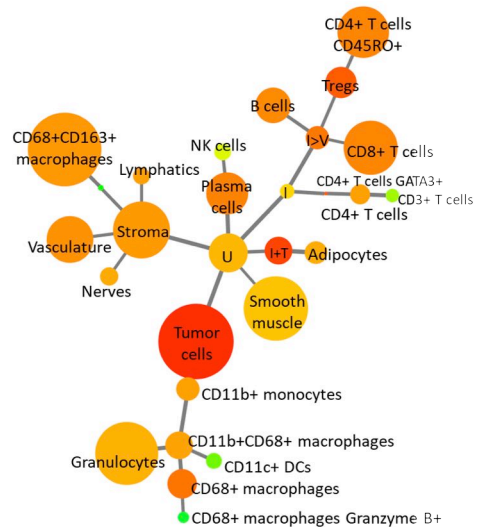 CD4+ T cells
CD45RO+
Tregs
B cells
I>V
CD8+ T cells
NK cells
CD68+CD163+
macrophages
Lymphatics
Plasma
cells
I
CD4+ T cells GATA3+
CD3+ T cells
CD4+ T cells
Stroma
Vasculature
U
I+T
Adipocytes
Nerves
Smooth
muscle
Tumor
cells
CD11b+ monocytes
CD11b+CD68+ macrophages
Granulocytes
CD11c+ DCs
CD68+ macrophages
CD68+ macrophages Granzyme B+